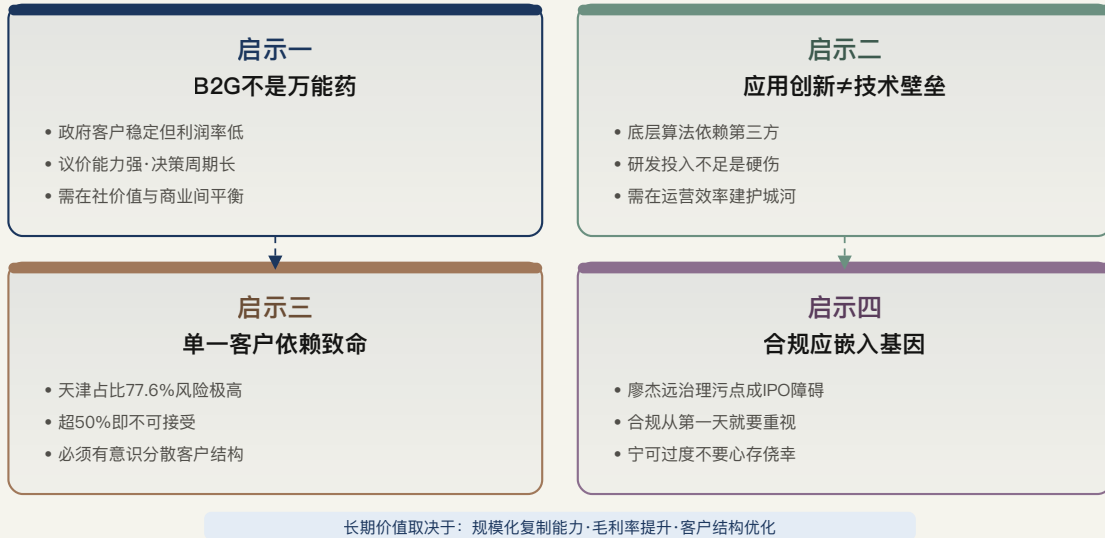 启示一
B2G不是万能药
• 政府客户稳定但利润率低
• 议价能力强·决策周期长
• 需在社价值与商业间平衡
启示二
应用创新≠技术壁垒
• 底层算法依赖第三方
• 研发投入不足是硬伤
• 需在运营效率建护城河
启示三
单一客户依赖致命
• 天津占比77.6%风险极高
• 超50%即不可接受
• 必须有意识分散客户结构
启示四
合规应嵌入基因
• 廖杰远治理污点成IPO障碍
• 合规从第一天就要重视
• 宁可过度不要心存侥幸
长期价值取决于：规模化复制能力·毛利率提升·客户结构优化